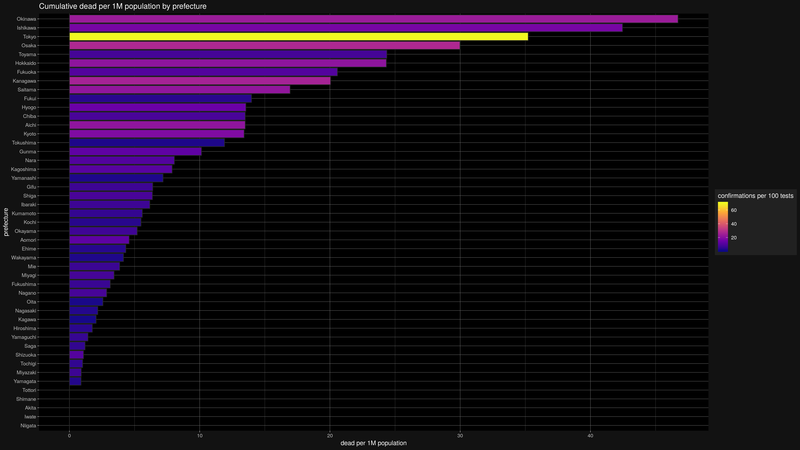 Cumulative dead per 1M population by prefecture
prefecture
Okinawa
Ishikawa
Tokyo
Osaka
Toyama
Hokkaido
Fukuoka
Kanagawa
Saitama
Fukui
Hyogo
Chiba
Aichi
Kyoto
Tokushima
Gunma
Nara
Kagoshima
Yamanashi
Gifu
Shiga
Ibaraki
Kumamoto
Kochi
Okayama
Aomori
Ehime
Wakayama
Mie
Miyagi
Fukushima
Nagano
Oita
Nagasaki
Kagawa
Hiroshima
Yamaguchi
Saga
Shizuoka
Tochigi
Miyazaki
Yamagata
Tottori
Shimane
Akita
Iwate
Niigata
0 10 20 30 40
dead per 1M population
confirmations per 100 tests
60
40
20